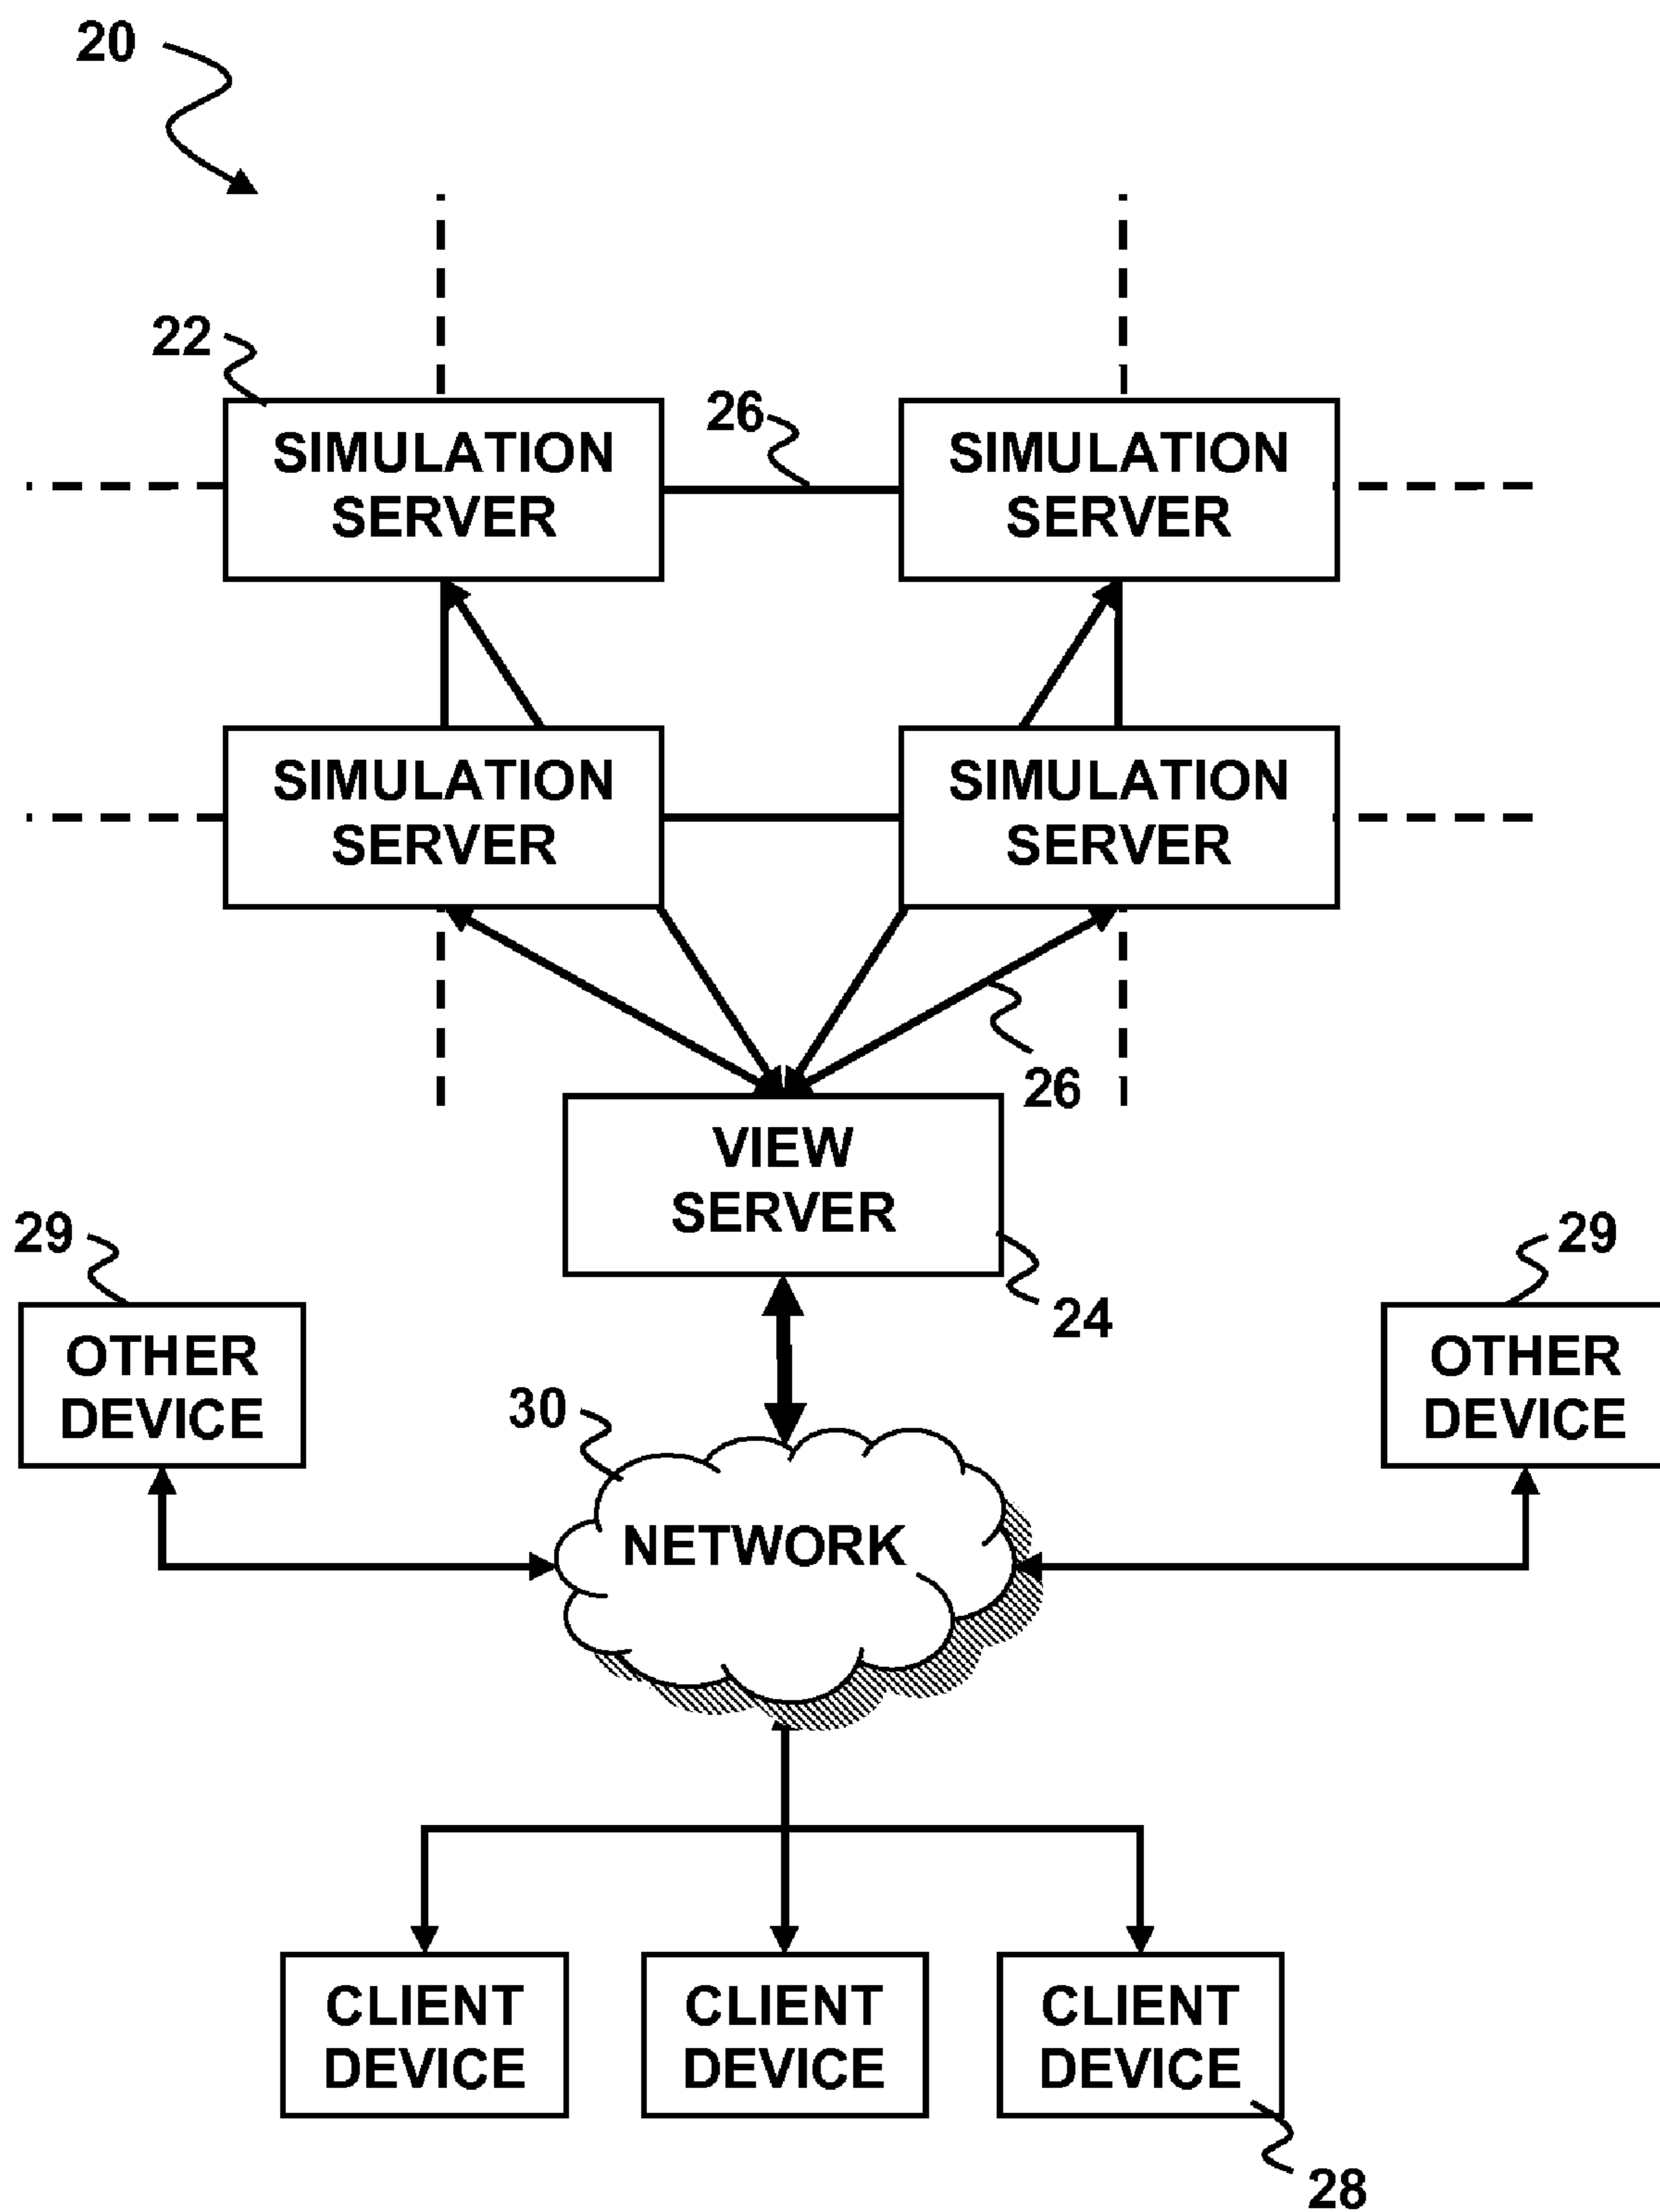 20
22
26
SIMULATION
SERVER
SIMULATION
SERVER
SIMULATION
SERVER
SIMULATION
SERVER
26
VIEW
SERVER
24
29
OTHER
DEVICE
29
OTHER
DEVICE
30
NETWORK
CLIENT
DEVICE
CLIENT
DEVICE
CLIENT
DEVICE
28